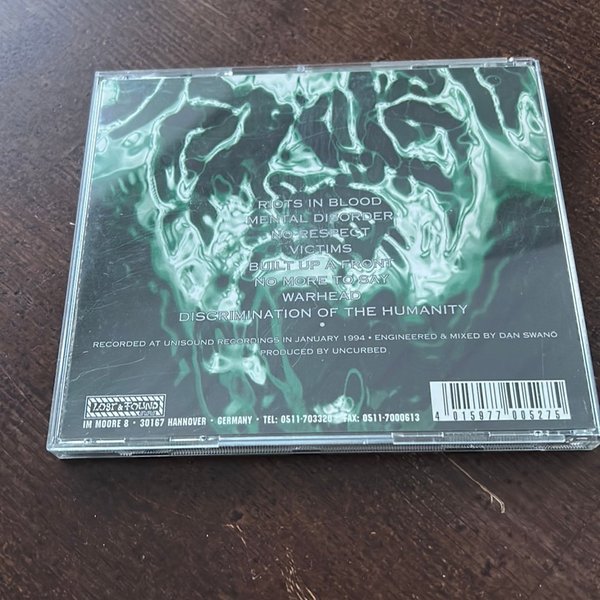 RIOTS IN BLOOD
MENTAL DISORDER
NO RESPECT
VICTIMS
BUILT UP A FRONT
NO MORE TO SAY
WARHEAD
DISCRIMINATION OF THE HUMANITY
•
RECORDED AT UNISOUND RECORDINGS IN JANUARY 1994 • ENGINEERED & MIXED BY DAN SWANÖ
PRODUCED BY UNCURBED
LOST & FOUND
IM MOORE 8 • 30167 HANNOVER • GERMANY • TEL: 0511-703320 FAX: 0511-7000613
4 015977 005275